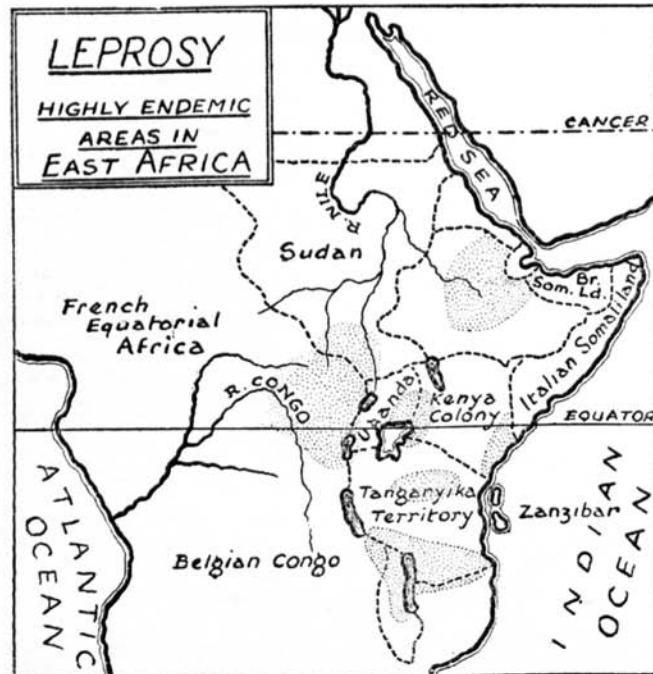 LEPROSY
HIGHLY ENDEMIC
AREAS IN
EAST AFRICA
RED SEA
CANCER
R. NILE
Sudan
Br.
Som. Ld.
Italian Somaliland
French
Equatorial
Africa
R. CONGO
Uganda
Kenya
Colony
EQUATOR
ATLANTIC
OCEAN
Tanganyika
Territory
Zanzibar
Belgian Congo
INDIAN
OCEAN